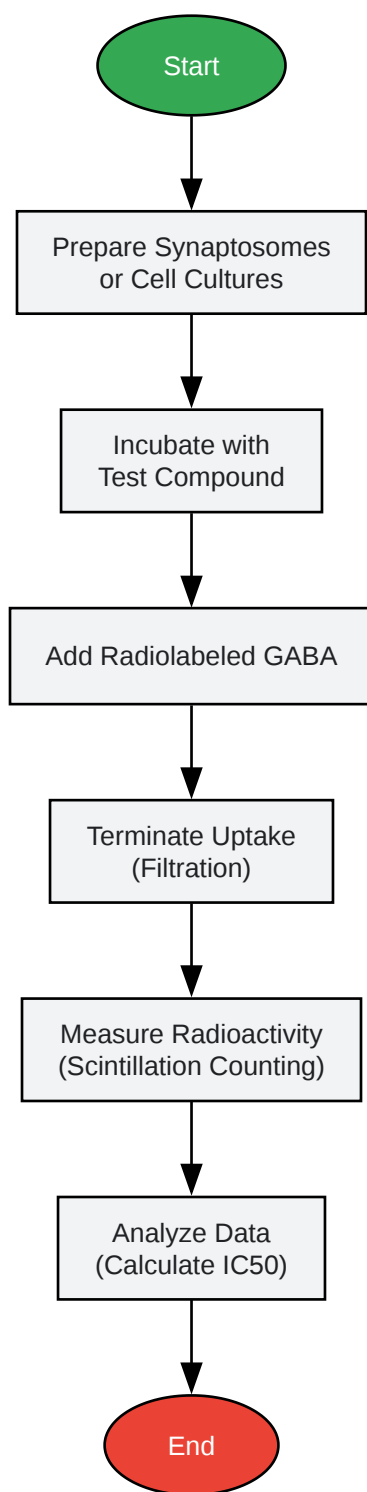 Start
Prepare Synaptosomes
or Cell Cultures
Incubate with
Test Compound
Add Radiolabeled GABA
Terminate Uptake
(Filtration)
Measure Radioactivity
(Scintillation Counting)
Analyze Data
(Calculate IC50)
End